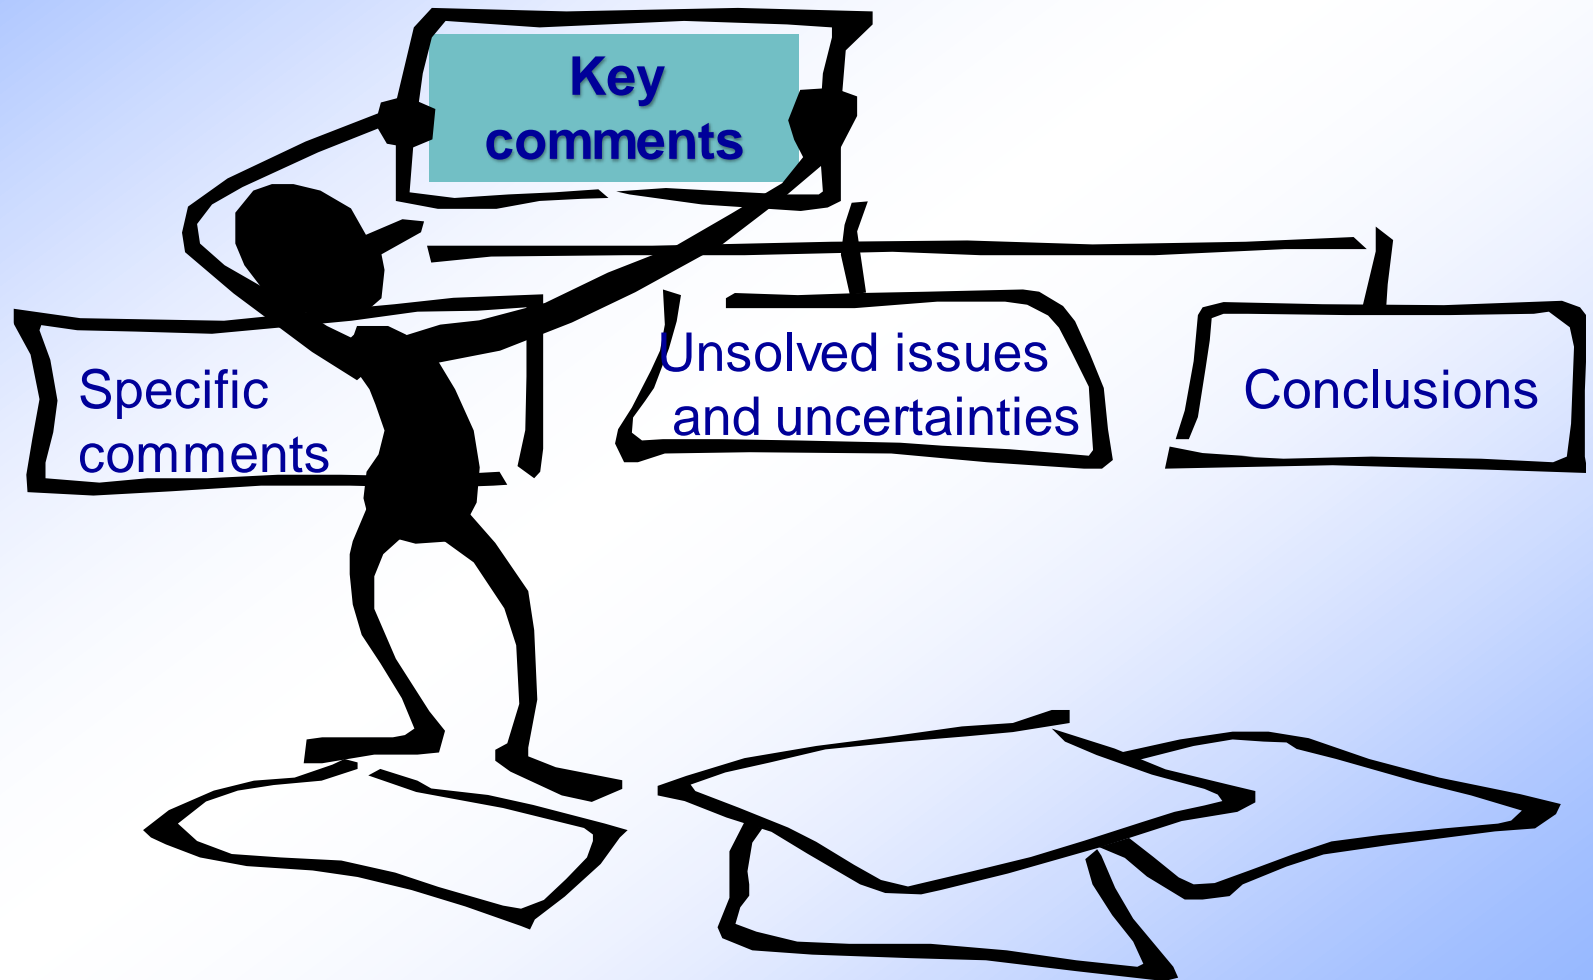 Key
comments
Specific
comments
Unsolved issues
and uncertainties
Conclusions